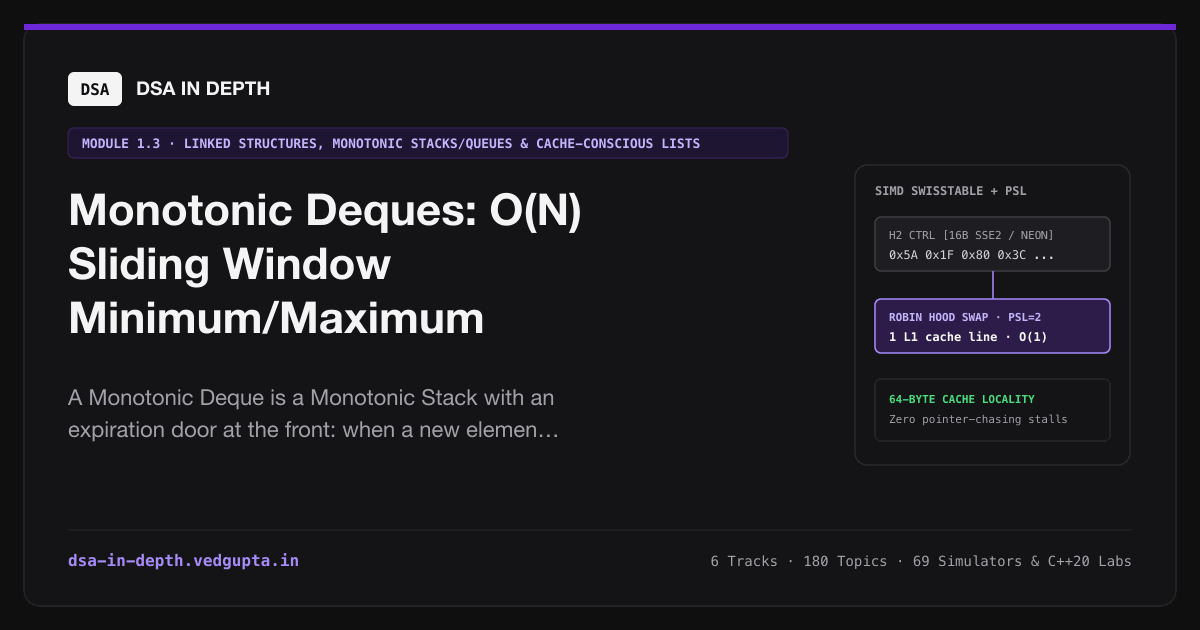 DSA
DSA IN DEPTH
MODULE 1.3 · LINKED STRUCTURES, MONOTONIC STACKS/QUEUES & CACHE–CONSCIOUS LISTS
Monotonic Deques: O(N)
Sliding Window
Minimum/Maximum
A Monotonic Deque is a Monotonic Stack with an
expiration door at the front: when a new elemen…
SIMD SWISSTABLE + PSL
H2 CTRL [16B SSE2 / NEON]
0x5A 0x1F 0x80 0x3C ...
ROBIN HOOD SWAP · PSL=2
1 L1 cache line · O(1)
64–BYTE CACHE LOCALITY
Zero pointer–chasing stalls
dsa–in–depth.vedgupta.in
6 Tracks · 180 Topics · 69 Simulators & C++20 Labs